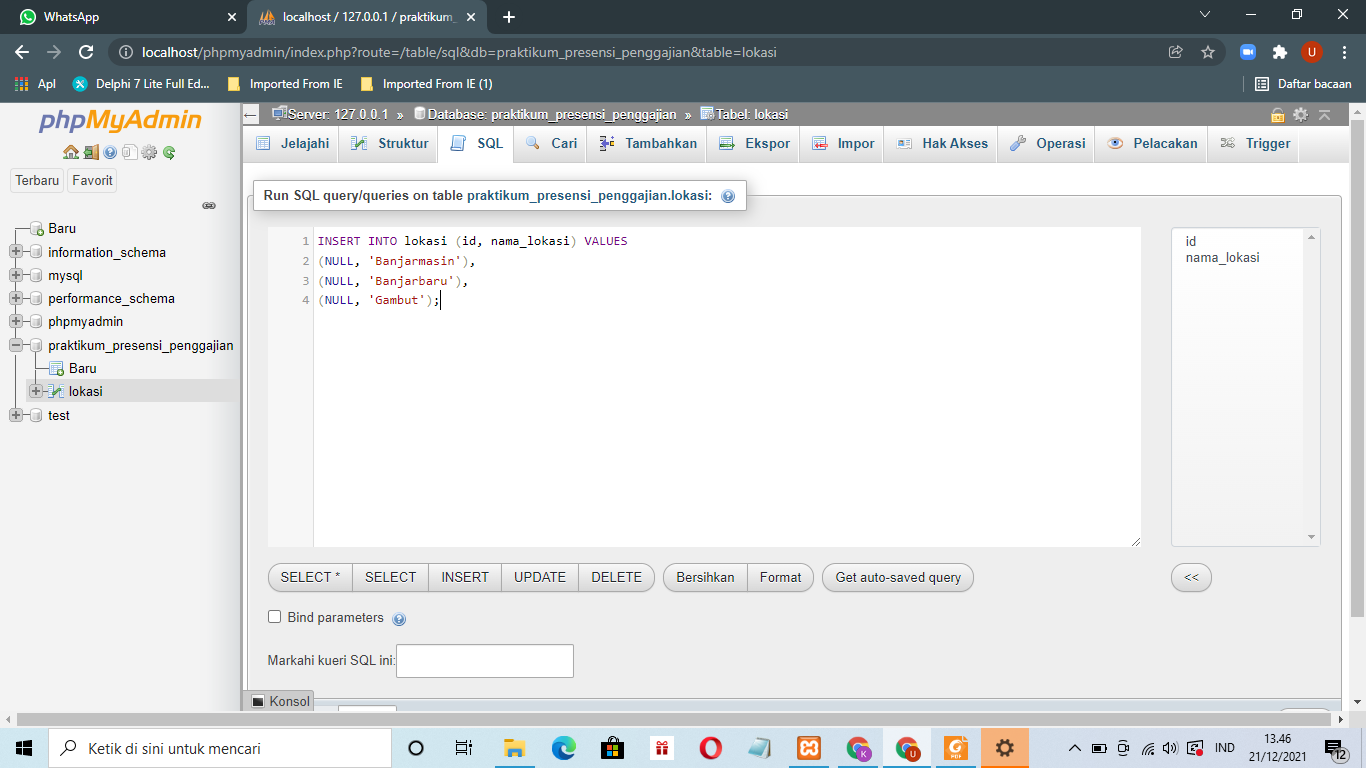 WhatsApp
localhost / 127.0.0.1 / praktikum_
localhost/phpmyadmin/index.php?route=/table/sql&db=praktikum_presensi_penggajian&table=lokasi
U
Apl
Delphi 7 Lite Full Ed...
Imported From IE
Imported From IE (1)
Daftar bacaan
phpMyAdmin
Terbaru
Favorit
Baru
information_schema
mysql
performance_schema
phpmyadmin
praktikum_presensi_penggajian
Baru
lokasi
test
Server: 127.0.0.1 » Database: praktikum_presensi_penggajian » Tabel: lokasi
Jelajahi
Struktur
SQL
Cari
Tambahkan
Ekspor
Impor
Hak Akses
Operasi
Pelacakan
Trigger
Run SQL query/queries on table praktikum_presensi_penggajian.lokasi:
1 INSERT INTO lokasi (id, nama_lokasi) VALUES
2 (NULL, 'Banjarmasin'),
3 (NULL, 'Banjarbaru'),
4 (NULL, 'Gambut');
id
nama_lokasi
SELECT *
SELECT
INSERT
UPDATE
DELETE
Bersihkan
Format
Get auto-saved query
<<
Bind parameters
Markahi kueri SQL ini:
Konsol
Ketik di sini untuk mencari
K
U
PDF
IND
13.46
21/12/2021
12